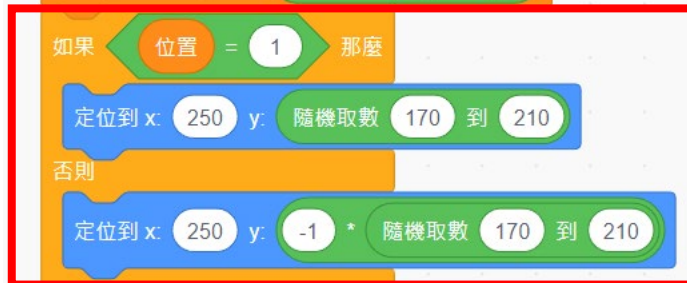 如果 位置 = 1 那麼
定位到 x: 250 y: 隨機取數 170 到 210
否則
定位到 x: 250 y: -1 * 隨機取數 170 到 210